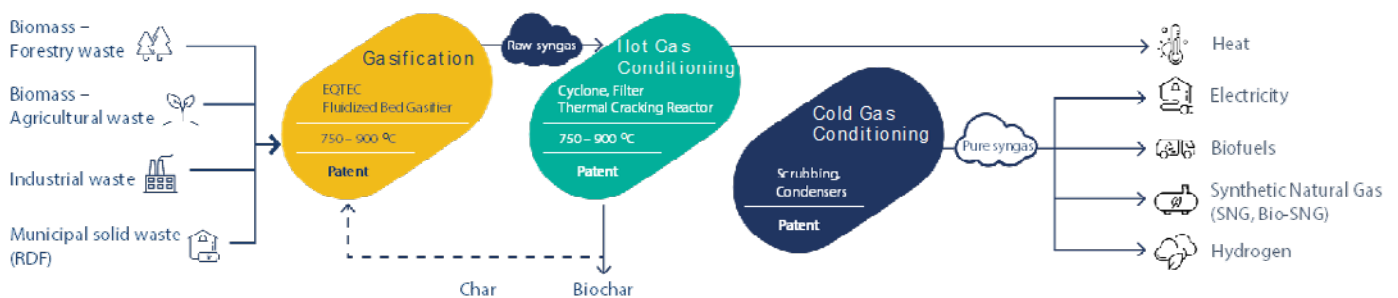 Biomass –
Forestry waste
Biomass –
Agricultural waste
Industrial waste
Municipal solid waste
(RDF)
Gasification
EQTEC
Fluidized Bed Gasifier
750 – 900 ºC
Patent
Raw syngas
Hot Gas
Conditioning
Cyclone, Filter
Thermal Cracking Reactor
750 – 900 ºC
Patent
Char
Biochar
Cold Gas
Conditioning
Scrubbing,
Condensers
Patent
Pure syngas
Heat
Electricity
Biofuels
Synthetic Natural Gas
(SNG, Bio-SNG)
Hydrogen